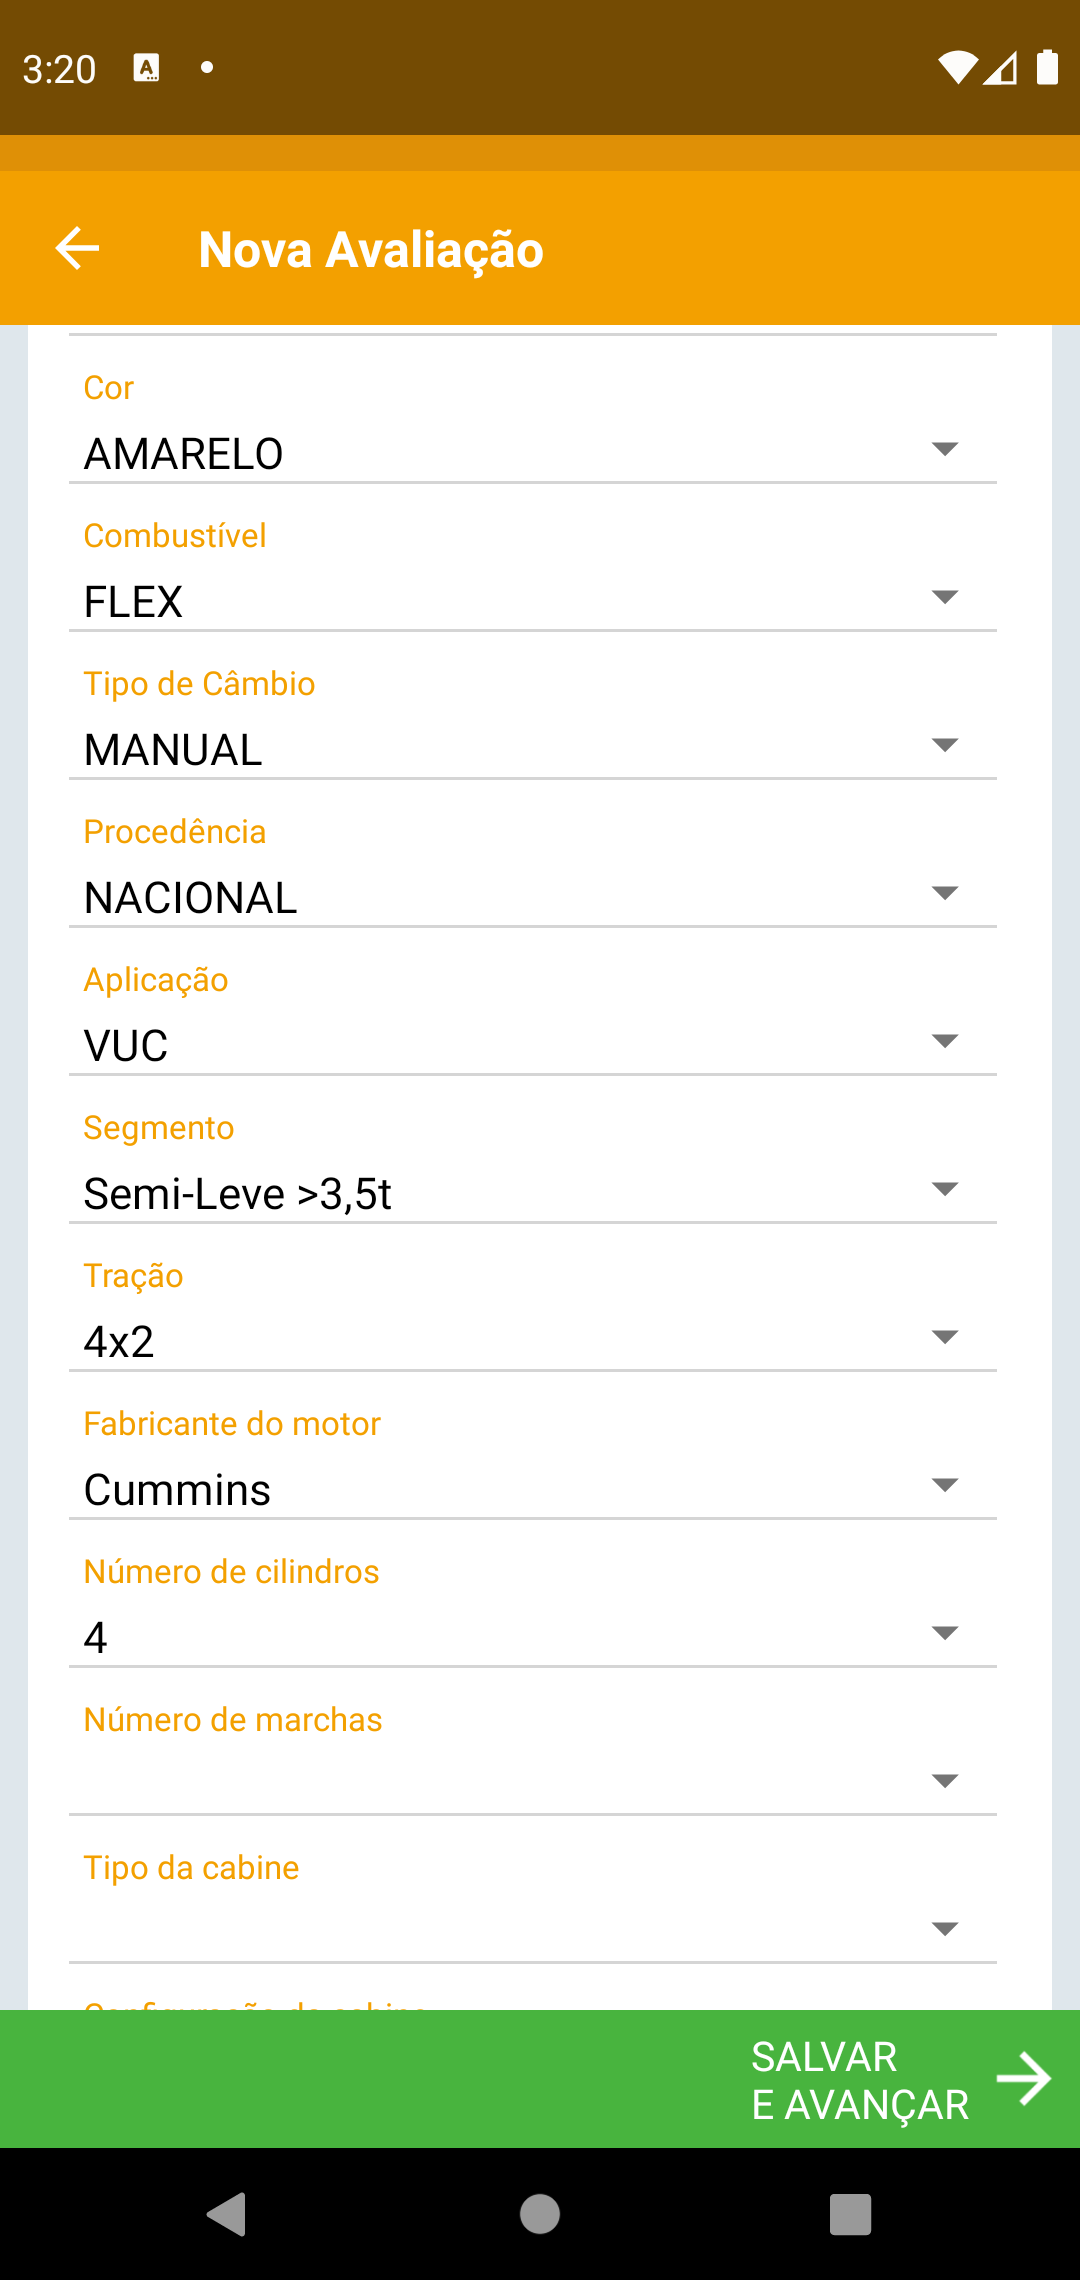 3:20
Nova Avaliação
Cor
AMARELO
Combustível
FLEX
Tipo de Câmbio
MANUAL
Procedência
NACIONAL
Aplicação
VUC
Segmento
Semi-Leve >3,5t
Tração
4x2
Fabricante do motor
Cummins
Número de cilindros
4
Número de marchas
Tipo da cabine
SALVAR
E AVANÇAR